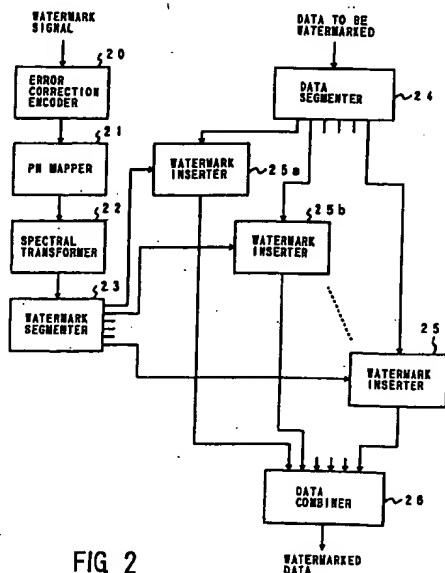 WATERMARK
SIGNAL
20
ERROR
CORRECTION
ENCODER
21
PN MAPPER
22
SPECTRAL
TRANSFORMER
23
WATERMARK
SEGMENTER
DATA TO BE
WATERMARKED
DATA
SEGMENTER
24
WATERMARK
INSERTER
25a
25b
WATERMARK
INSERTER
25
WATERMARK
INSERTER
DATA
COMBINER
26
WATERMARKED
DATA
FIG 2